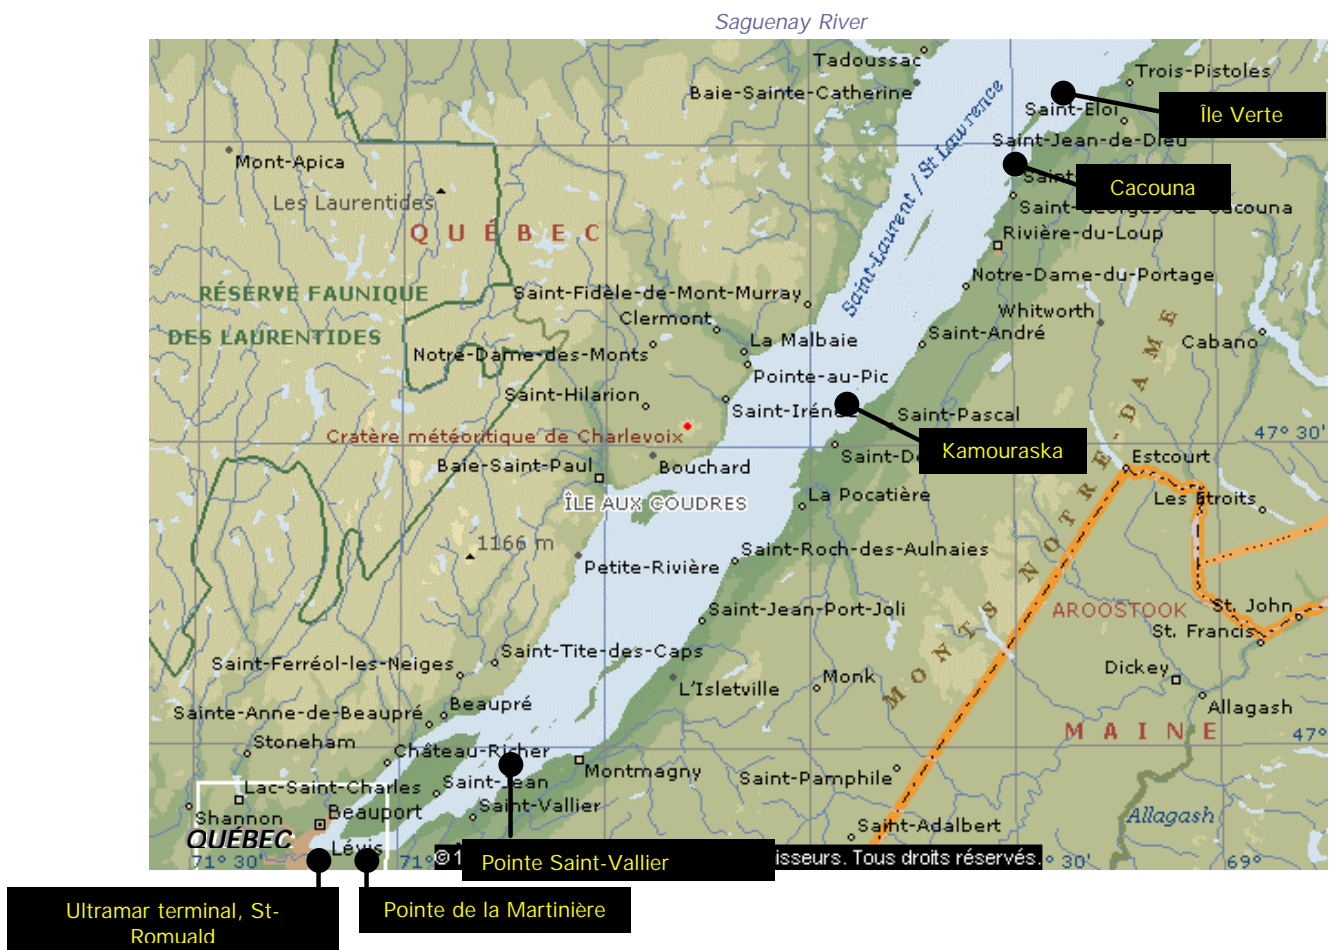 Saguenay River
Tadoussac
Trois-Pistoles
Baie-Sainte-Catherine
Saint-Éloi
Île Verte
Saint-Jean-de-Dieu
Mont-Apica
Saint-Laurent / St Lawrence
Cacouna
Les Laurentides
Saint-Georges-de-Cacouna
QUÉBEC
Rivière-du-Loup
Notre-Dame-du-Portage
RÉSERVE FAUNIQUE
DES LAURENTIDES
Saint-Fidèle-de-Mont-Murray
Whitworth
Clermont
Saint-André
La Malbaie
Cabano
Notre-Dame-des-Monts
Pointe-au-Pic
Saint-Hilarion
Saint-Irénée
Saint-Pascal
Cratère météoritique de Charlevoix
47° 30'
Kamouraska
Baie-Saint-Paul
Bouchard
Estcourt
ÎLE AUX COUDRES
La Pocatière
Les Étroits
1166 m
Saint-Roch-des-Aulnaies
Petite-Rivière
MONTS NOTRE-DAME
Saint-Jean-Port-Joli
AROOSTOOK
St. John
St. Francis
Saint-Tite-des-Caps
Saint-Ferréol-les-Neiges
Dickey
L'Isletville
Monk
Allagash
Sainte-Anne-de-Beaupré
Beaupré
MAINE
47°
Stoneham
Château-Richer
Montmagny
Saint-Pamphile
Lac-Saint-Charles
Saint-Jean
Saint-Vallier
Shannon
Beauport
Allagash
QUÉBEC
Saint-Adalbert
Lévis
71° 30'
71°
©1
Pointe Saint-Vallier
isseurs. Tous droits réservés.
° 30'
69°
Ultramar terminal, St-
Romuald
Pointe de la Martinière